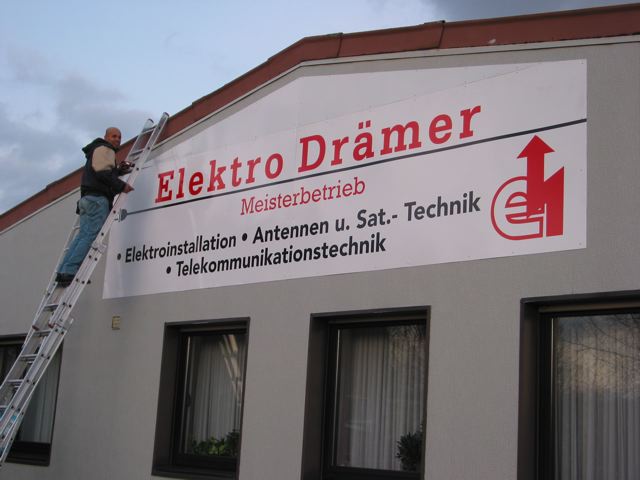 Elektro Drämer
Meisterbetrieb
• Elektroinstallation • Antennen u. Sat.- Technik
• Telekommunikationstechnik
e